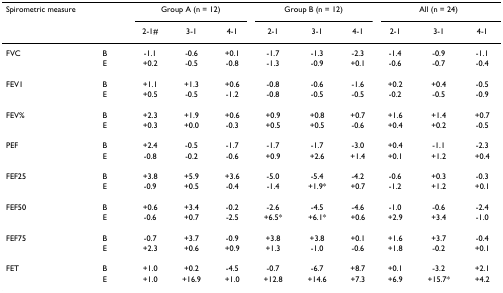 Spirometric measure Group A (n = 12) Group B (n = 12) All (n = 24)
2-1# 3-1 4-1 2-1 3-1 4-1 2-1 3-1 4-1
FVC B -1.1 -0.6 +0.1 -1.7 -1.3 -2.3 -1.4 -0.9 -1.1
E +0.2 -0.5 -0.8 -1.3 -0.9 +0.1 -0.6 -0.7 -0.4
FEV1 B +1.1 +1.3 +0.6 -0.8 -0.6 -1.6 +0.2 +0.4 -0.5
E +0.5 -0.5 -1.2 -0.8 -0.5 -0.5 -0.2 -0.5 -0.9
FEV% B +2.3 +1.9 +0.6 +0.9 +0.8 +0.7 +1.6 +1.4 +0.7
E +0.3 +0.0 -0.3 +0.5 +0.5 -0.6 +0.4 +0.2 -0.5
PEF B +2.4 -0.5 -1.7 -1.7 -1.7 -3.0 +0.4 -1.1 -2.3
E -0.8 -0.2 -0.6 +0.9 +2.6 +1.4 +0.1 +1.2 +0.4
FEF25 B +3.8 +5.9 +3.6 -5.0 -5.4 -4.2 -0.6 +0.3 -0.3
E -0.9 +0.5 -0.4 -1.4 +1.9* +0.7 -1.2 +1.2 +0.1
FEF50 B +0.6 +3.4 -0.2 -2.6 -4.5 -4.6 -1.0 -0.6 -2.4
E -0.6 +0.7 -2.5 +6.5* +6.1* +0.6 +2.9 +3.4 -1.0
FEF75 B -0.7 +3.7 -0.9 +3.8 +3.8 +0.1 +1.6 +3.7 -0.4
E +2.3 +0.6 +0.9 +1.3 -1.0 -0.6 +1.8 -0.2 +0.1
FET B +1.0 +0.2 -4.5 -0.7 -6.7 +8.7 +0.1 -3.2 +2.1
E +1.0 +16.9 +1.0 +12.8 +14.6 +7.3 +6.9 +15.7* +4.2